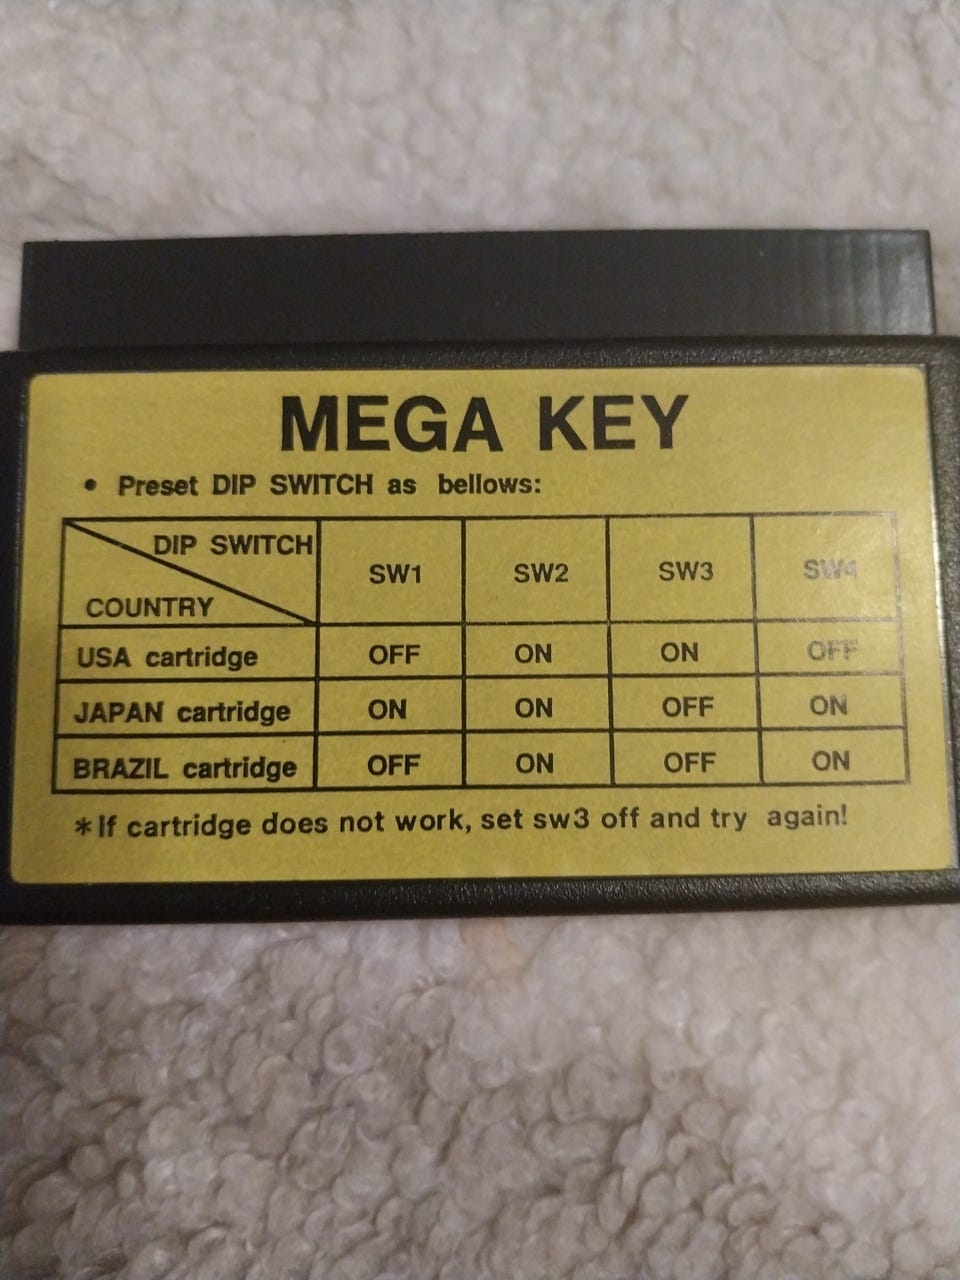 MEGA KEY
• Preset DIP SWITCH as bellows:
DIP SWITCH
COUNTRY
SW1 SW2 SW3 SW4
USA cartridge OFF ON ON OFF
JAPAN cartridge ON ON OFF ON
BRAZIL cartridge OFF ON OFF ON
*If cartridge does not work, set sw3 off and try again!